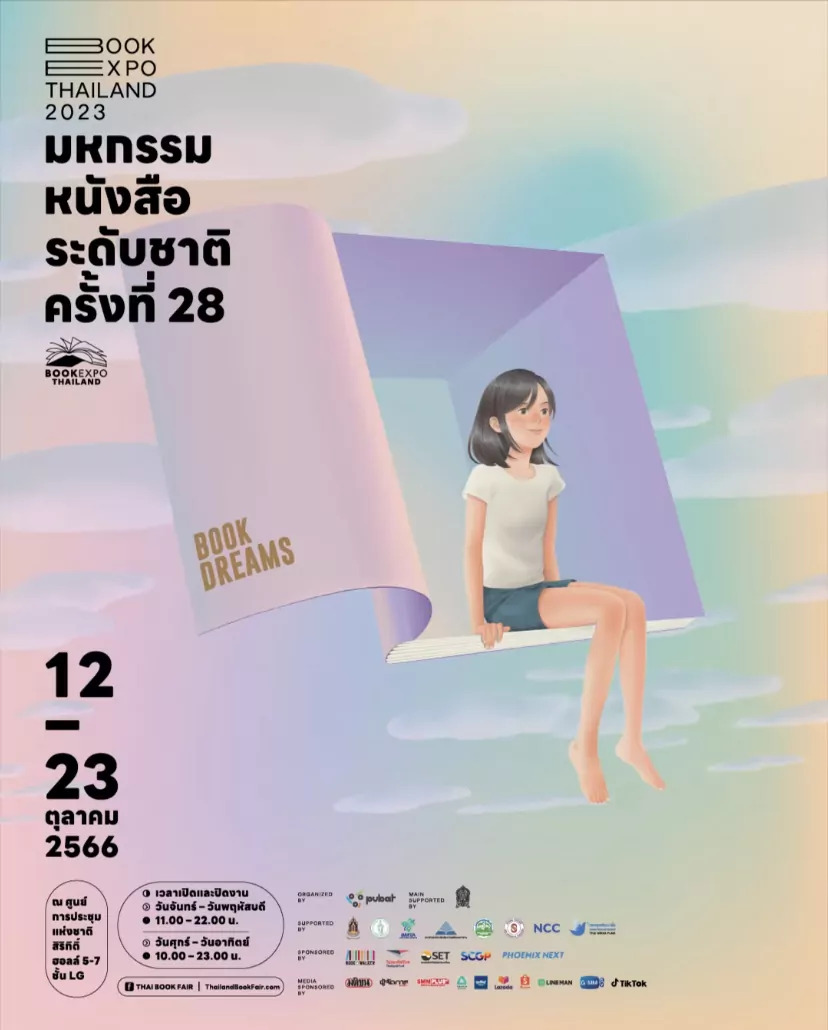 BOOK
EXPO
THAILAND
2023
มหกรรม
หนังสือ
ระดับชาติ
ครั้งที่ 28
BOOKEXPO
THAILAND
BOOK
DREAMS
12
–
23
ตุลาคม
2566
ณ ศูนย์
การประชุม
แห่งชาติ
สิริกิติ์
ฮอลล์ 5-7
ชั้น LG
เวลาเปิดและปิดงาน
วันจันทร์ – วันพฤหัสบดี
11.00 – 22.00 น.
วันศุกร์ – วันอาทิตย์
10.00 – 23.00 น.
THAI BOOK FAIR | ThailandBookFair.com
ORGANIZED
BY
pubat
MAIN
SUPPORTED
BY
SUPPORTED
BY
NCC
SPONSORED
BY
SET
SCGP
PHOENIX NEXT
MEDIA
SPONSORED
BY
มติชน
Lazada
LINEMAN
TikTok